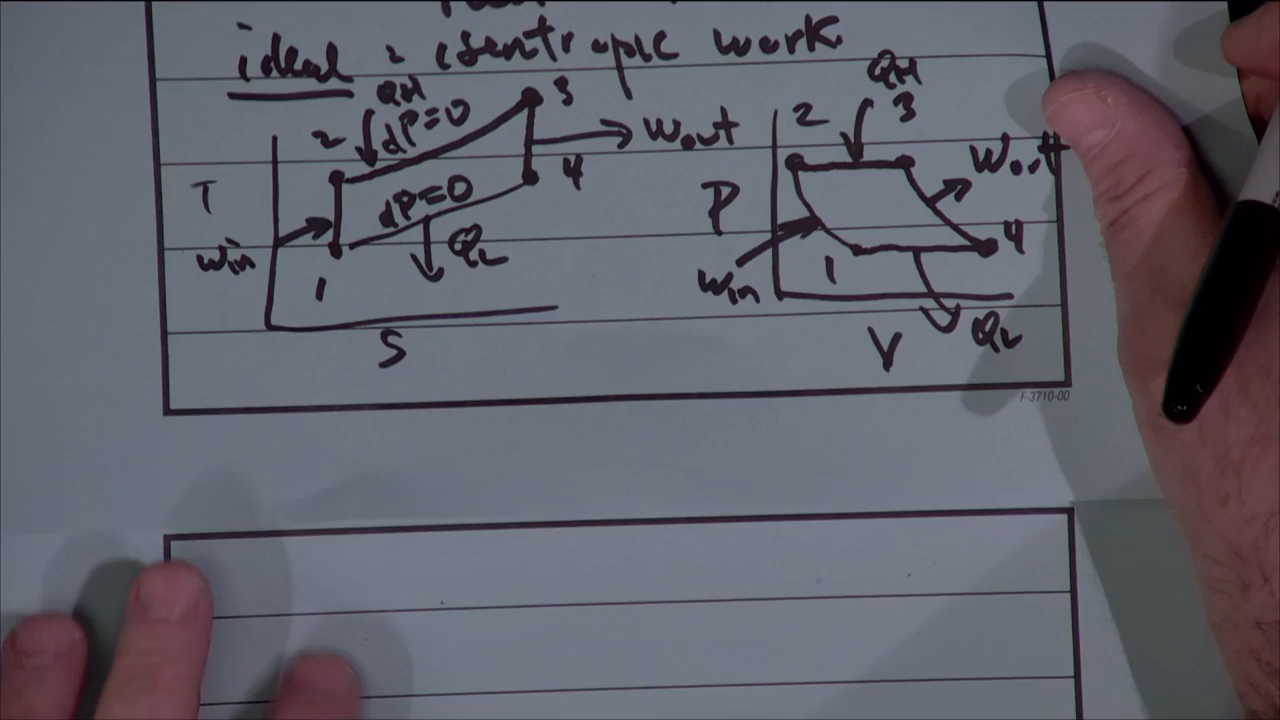 ideal : isentropic work.
QH
2 dP=0 3
Wout
T dP=0 4
Win QL
1
S
QH
2 3
Wout
P 4
Win 1
QL
V
F-3710-00